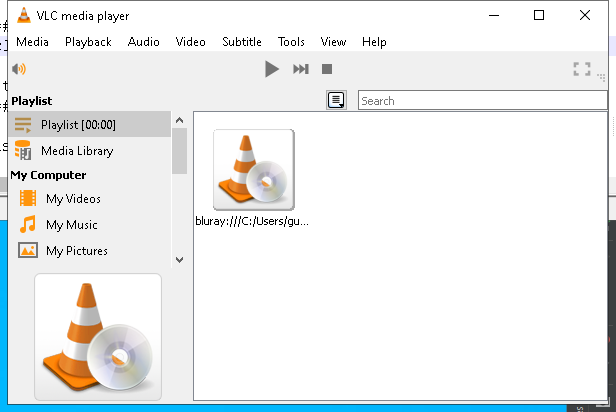 VLC media player
Media Playback Audio Video Subtitle Tools View Help
Playlist
Search
Playlist [00:00]
Media Library
My Computer
My Videos
My Music
My Pictures
bluray:///C:/Users/gu...